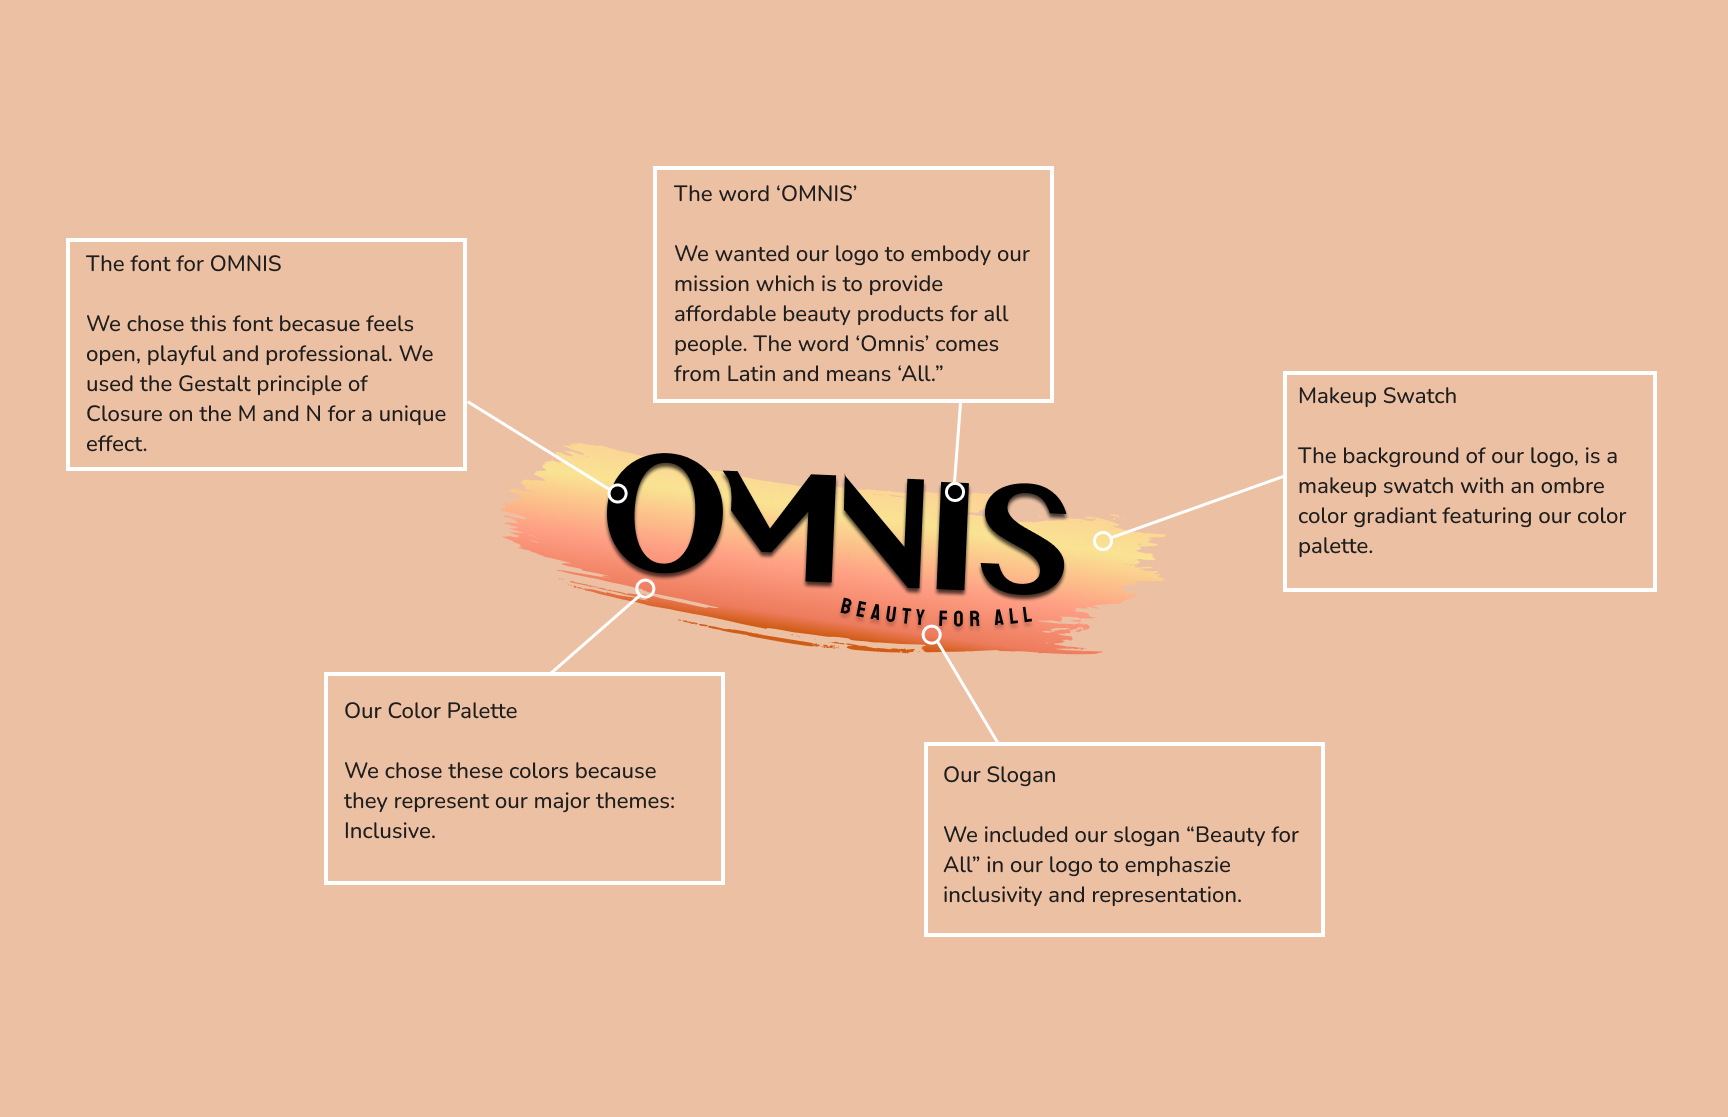 The word ‘OMNIS’
We wanted our logo to embody our
mission which is to provide
affordable beauty products for all
people. The word ‘Omnis’ comes
from Latin and means ‘All.”
The font for OMNIS
We chose this font becasue feels
open, playful and professional. We
used the Gestalt principle of
Closure on the M and N for a unique
effect.
Makeup Swatch
The background of our logo, is a
makeup swatch with an ombre
color gradiant featuring our color
palette.
OMNIS
BEAUTY FOR ALL
Our Color Palette
We chose these colors because
they represent our major themes:
Inclusive.
Our Slogan
We included our slogan “Beauty for
All” in our logo to emphaszie
inclusivity and representation.